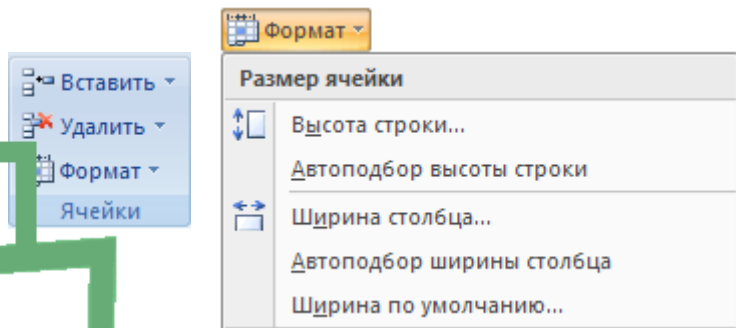 Вставить
Удалить
Формат
Ячейки
Формат
Размер ячейки
Высота строки...
Автоподбор высоты строки
Ширина столбца...
Автоподбор ширины столбца
Ширина по умолчанию...